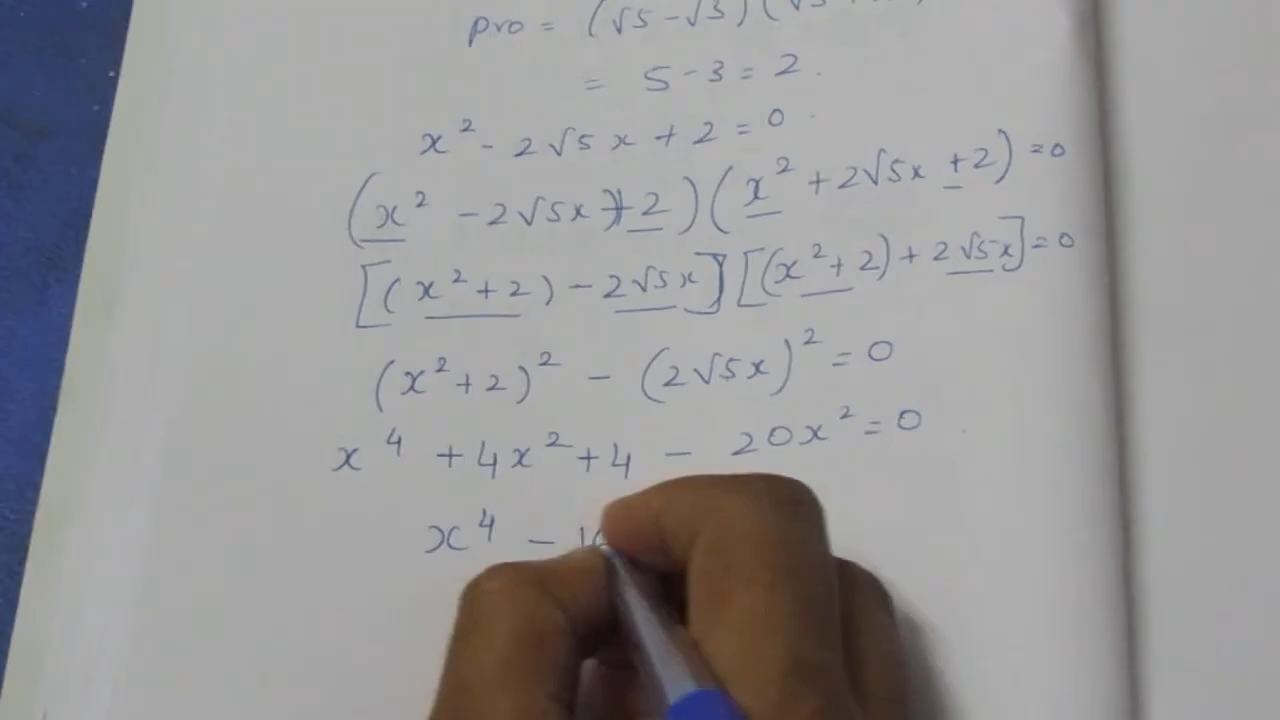 pro = (√5 - √3) (√5
= 5 - 3 = 2.
x² - 2√5x + 2 = 0.
(x² - 2√5x + 2) (x² + 2√5x + 2) = 0
[(x² + 2) - 2√5x] [(x² + 2) + 2√5x] = 0
(x² + 2)² - (2√5x)² = 0
x⁴ + 4x² + 4 - 20x² = 0
x⁴ - 1